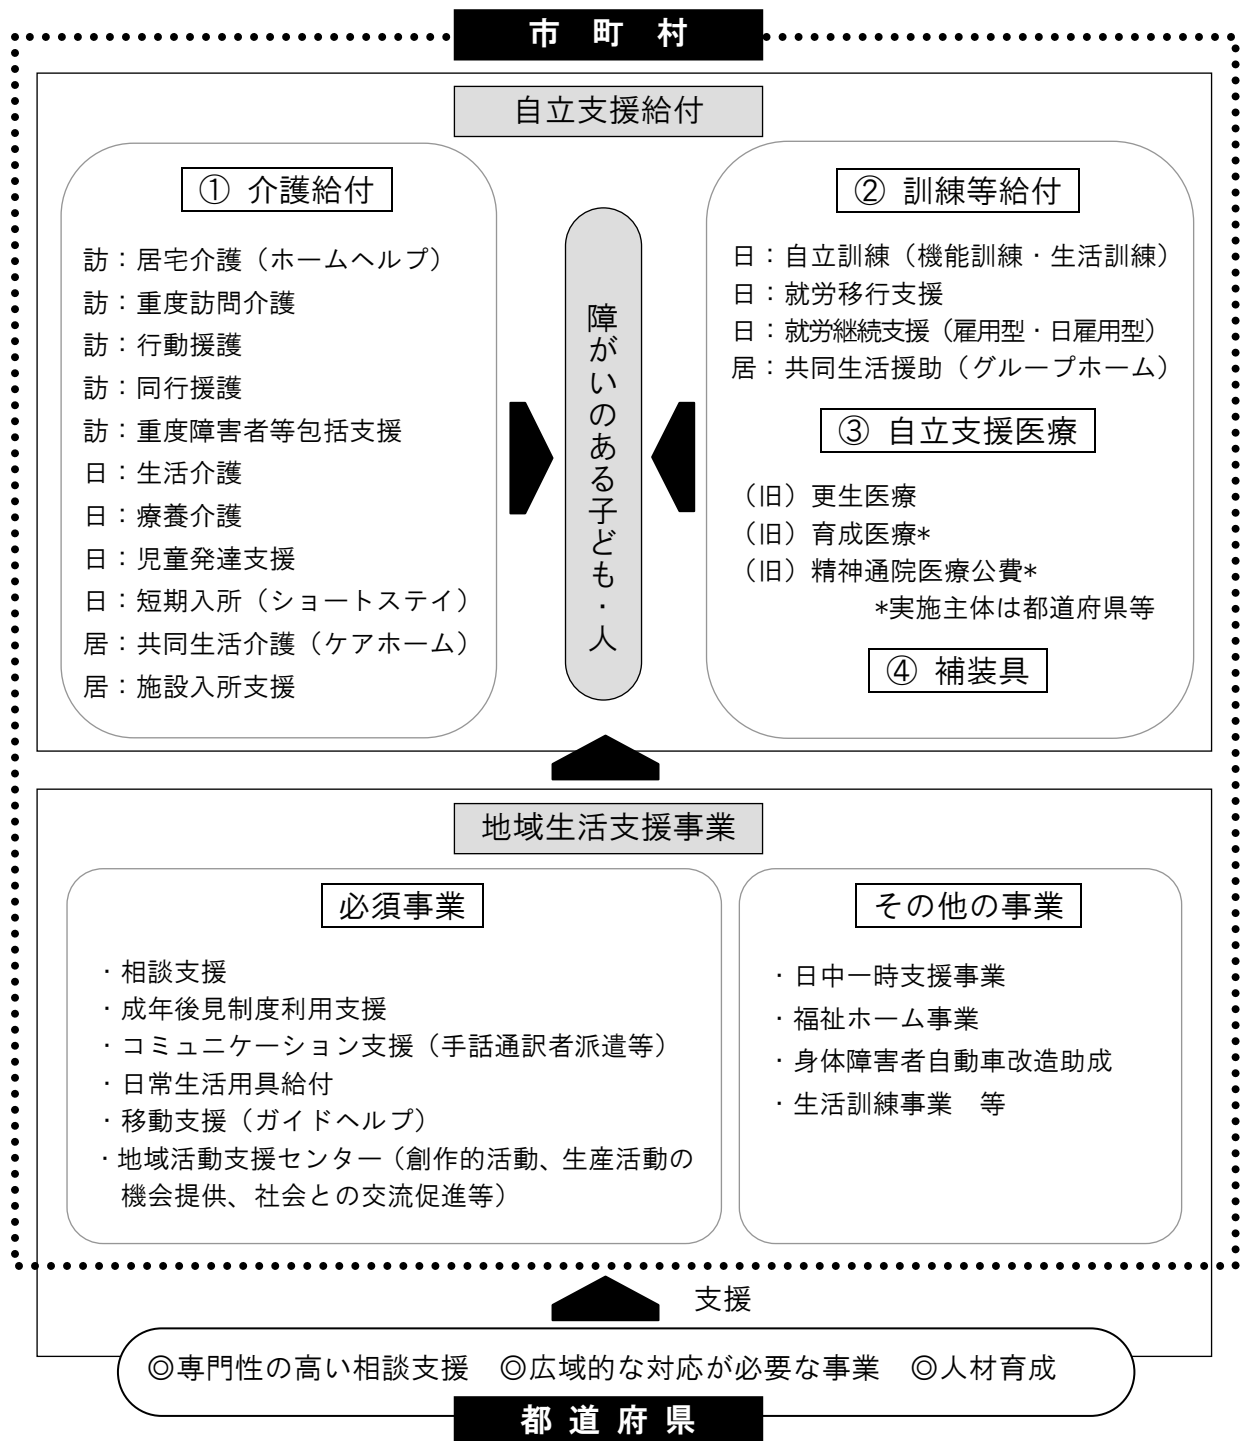 市 町 村
自立支援給付
① 介護給付
訪：居宅介護（ホームヘルプ）
訪：重度訪問介護
訪：行動援護
訪：同行援護
訪：重度障害者等包括支援
日：生活介護
日：療養介護
日：児童発達支援
日：短期入所（ショートステイ）
居：共同生活介護（ケアホーム）
居：施設入所支援
障がいのある子ども・人
② 訓練等給付
日：自立訓練（機能訓練・生活訓練）
日：就労移行支援
日：就労継続支援（雇用型・日雇用型）
居：共同生活援助（グループホーム）
③ 自立支援医療
（旧）更生医療
（旧）育成医療*
（旧）精神通院医療公費*
*実施主体は都道府県等
④ 補装具
地域生活支援事業
必須事業
・相談支援
・成年後見制度利用支援
・コミュニケーション支援（手話通訳者派遣等）
・日常生活用具給付
・移動支援（ガイドヘルプ）
・地域活動支援センター（創作的活動、生産活動の
機会提供、社会との交流促進等）
その他の事業
・日中一時支援事業
・福祉ホーム事業
・身体障害者自動車改造助成
・生活訓練事業　等
支援
◎専門性の高い相談支援　◎広域的な対応が必要な事業　◎人材育成
都 道 府 県